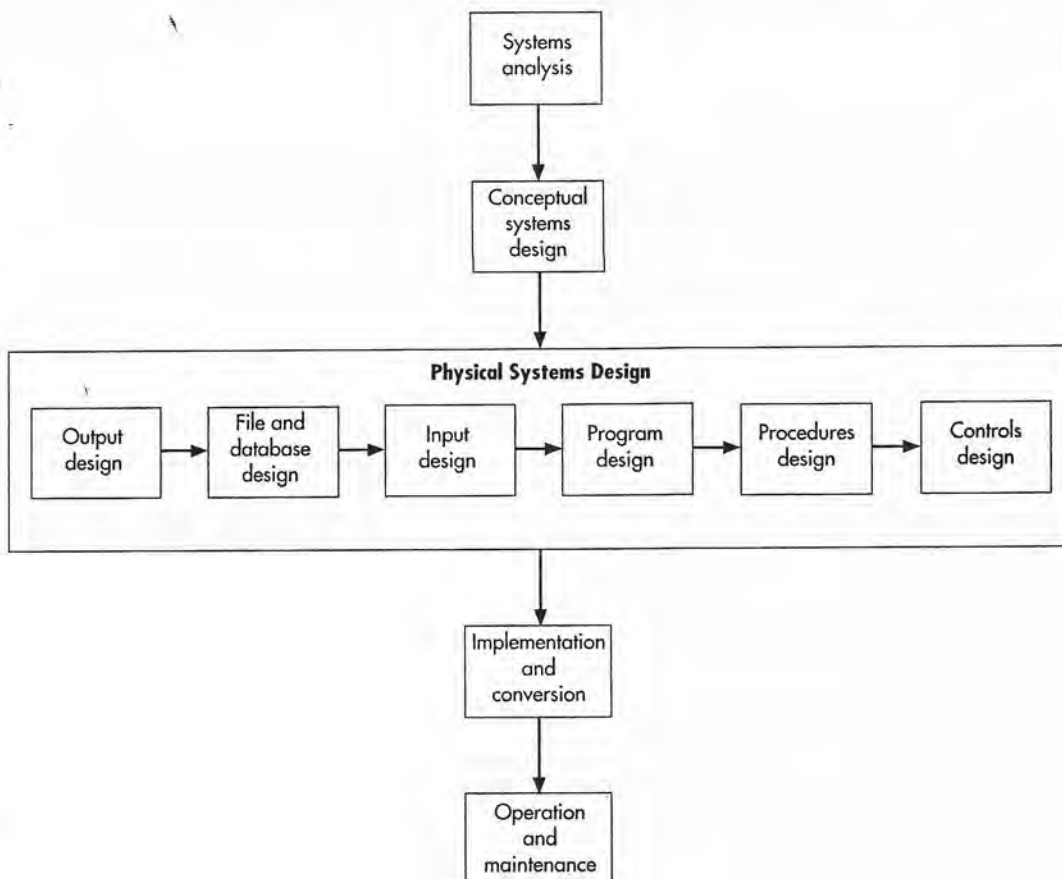 Systems
analysis
Conceptual
systems
design
Physical Systems Design
Output
design
File and
database
design
Input
design
Program
design
Procedures
design
Controls
design
Implementation
and
conversion
Operation
and
maintenance